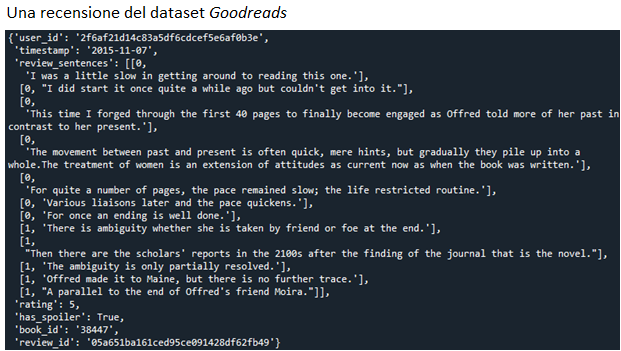 Una recensione del dataset Goodreads
{'user_id': '2f6af21d14c83a5df6cdcef5e6af0b3e',
'timestamp': '2015-11-07',
'review_sentences': [[0,
'I was a little slow in getting around to reading this one.'],
[0, "I did start it once quite a while ago but couldn't get into it."],
[0,
'This time I forged through the first 40 pages to finally become engaged as Offred told more of her past in
contrast to her present.'],
[0,
'The movement between past and present is often quick, mere hints, but gradually they pile up into a
whole.The treatment of women is an extension of attitudes as current now as when the book was written.'],
[0,
'For quite a number of pages, the pace remained slow; the life restricted routine.'],
[0, 'Various liaisons later and the pace quickens.'],
[0, 'For once an ending is well done.'],
[1, 'There is ambiguity whether she is taken by friend or foe at the end.'],
[1,
"Then there are the scholars' reports in the 2100s after the finding of the journal that is the novel."],
[1, 'The ambiguity is only partially resolved.'],
[1, 'Offred made it to Maine, but there is no further trace.'],
[1, "A parallel to the end of Offred's friend Moira."]],
'rating': 5,
'has_spoiler': True,
'book_id': '38447',
'review_id': '05a651ba161ced95ce091428df62fb49'}